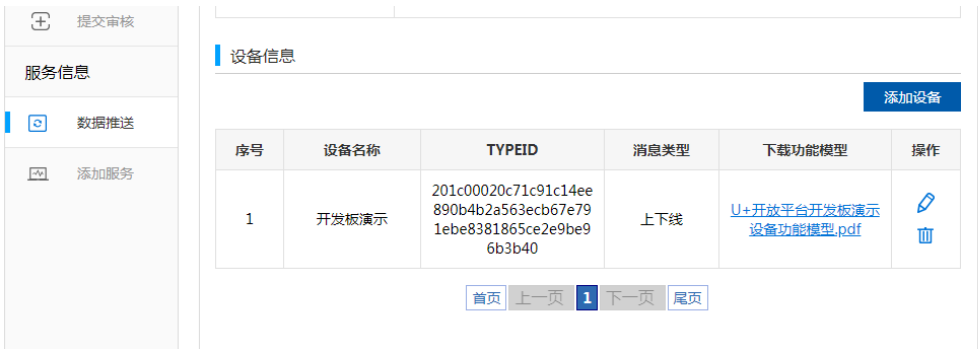 提交审核
服务信息
数据推送
添加服务
设备信息
添加设备
序号 设备名称 TYPEID 消息类型 下载功能模型 操作
1 开发板演示 201c00020c71c91c14ee 上下线 U+开放平台开发板演示
890b4b2a563ecb67e79 设备功能模型.pdf
1ebe8381865ce2e9be9
6b3b40
首页 上一页 1 下一页 尾页